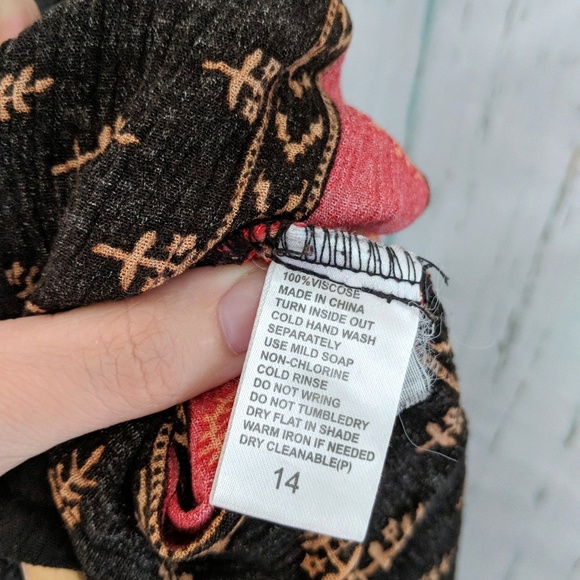 100%VISCOSE
MADE IN CHINA
TURN INSIDE OUT
COLD HAND WASH
SEPARATELY
USE MILD SOAP
NON-CHLORINE
COLD RINSE
DO NOT WRING
DO NOT TUMBLEDRY
DRY FLAT IN SHADE
WARM IRON IF NEEDED
DRY CLEANABLE(P)
14